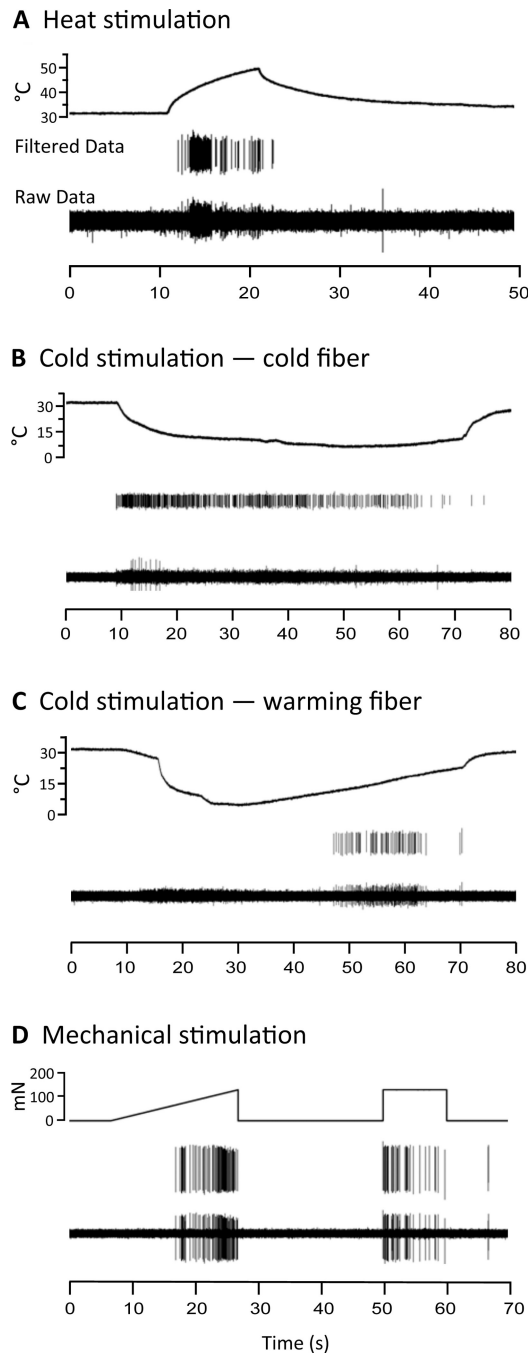 A Heat stimulation
50
40
30
°C
Filtered Data
Raw Data
0 10 20 30 40 50
B Cold stimulation — cold fiber
30
15
0
°C
0 10 20 30 40 50 60 70 80
C Cold stimulation — warming fiber
30
15
0
°C
0 10 20 30 40 50 60 70 80
D Mechanical stimulation
200
100
0
mN
0 10 20 30 40 50 60 70
Time (s)